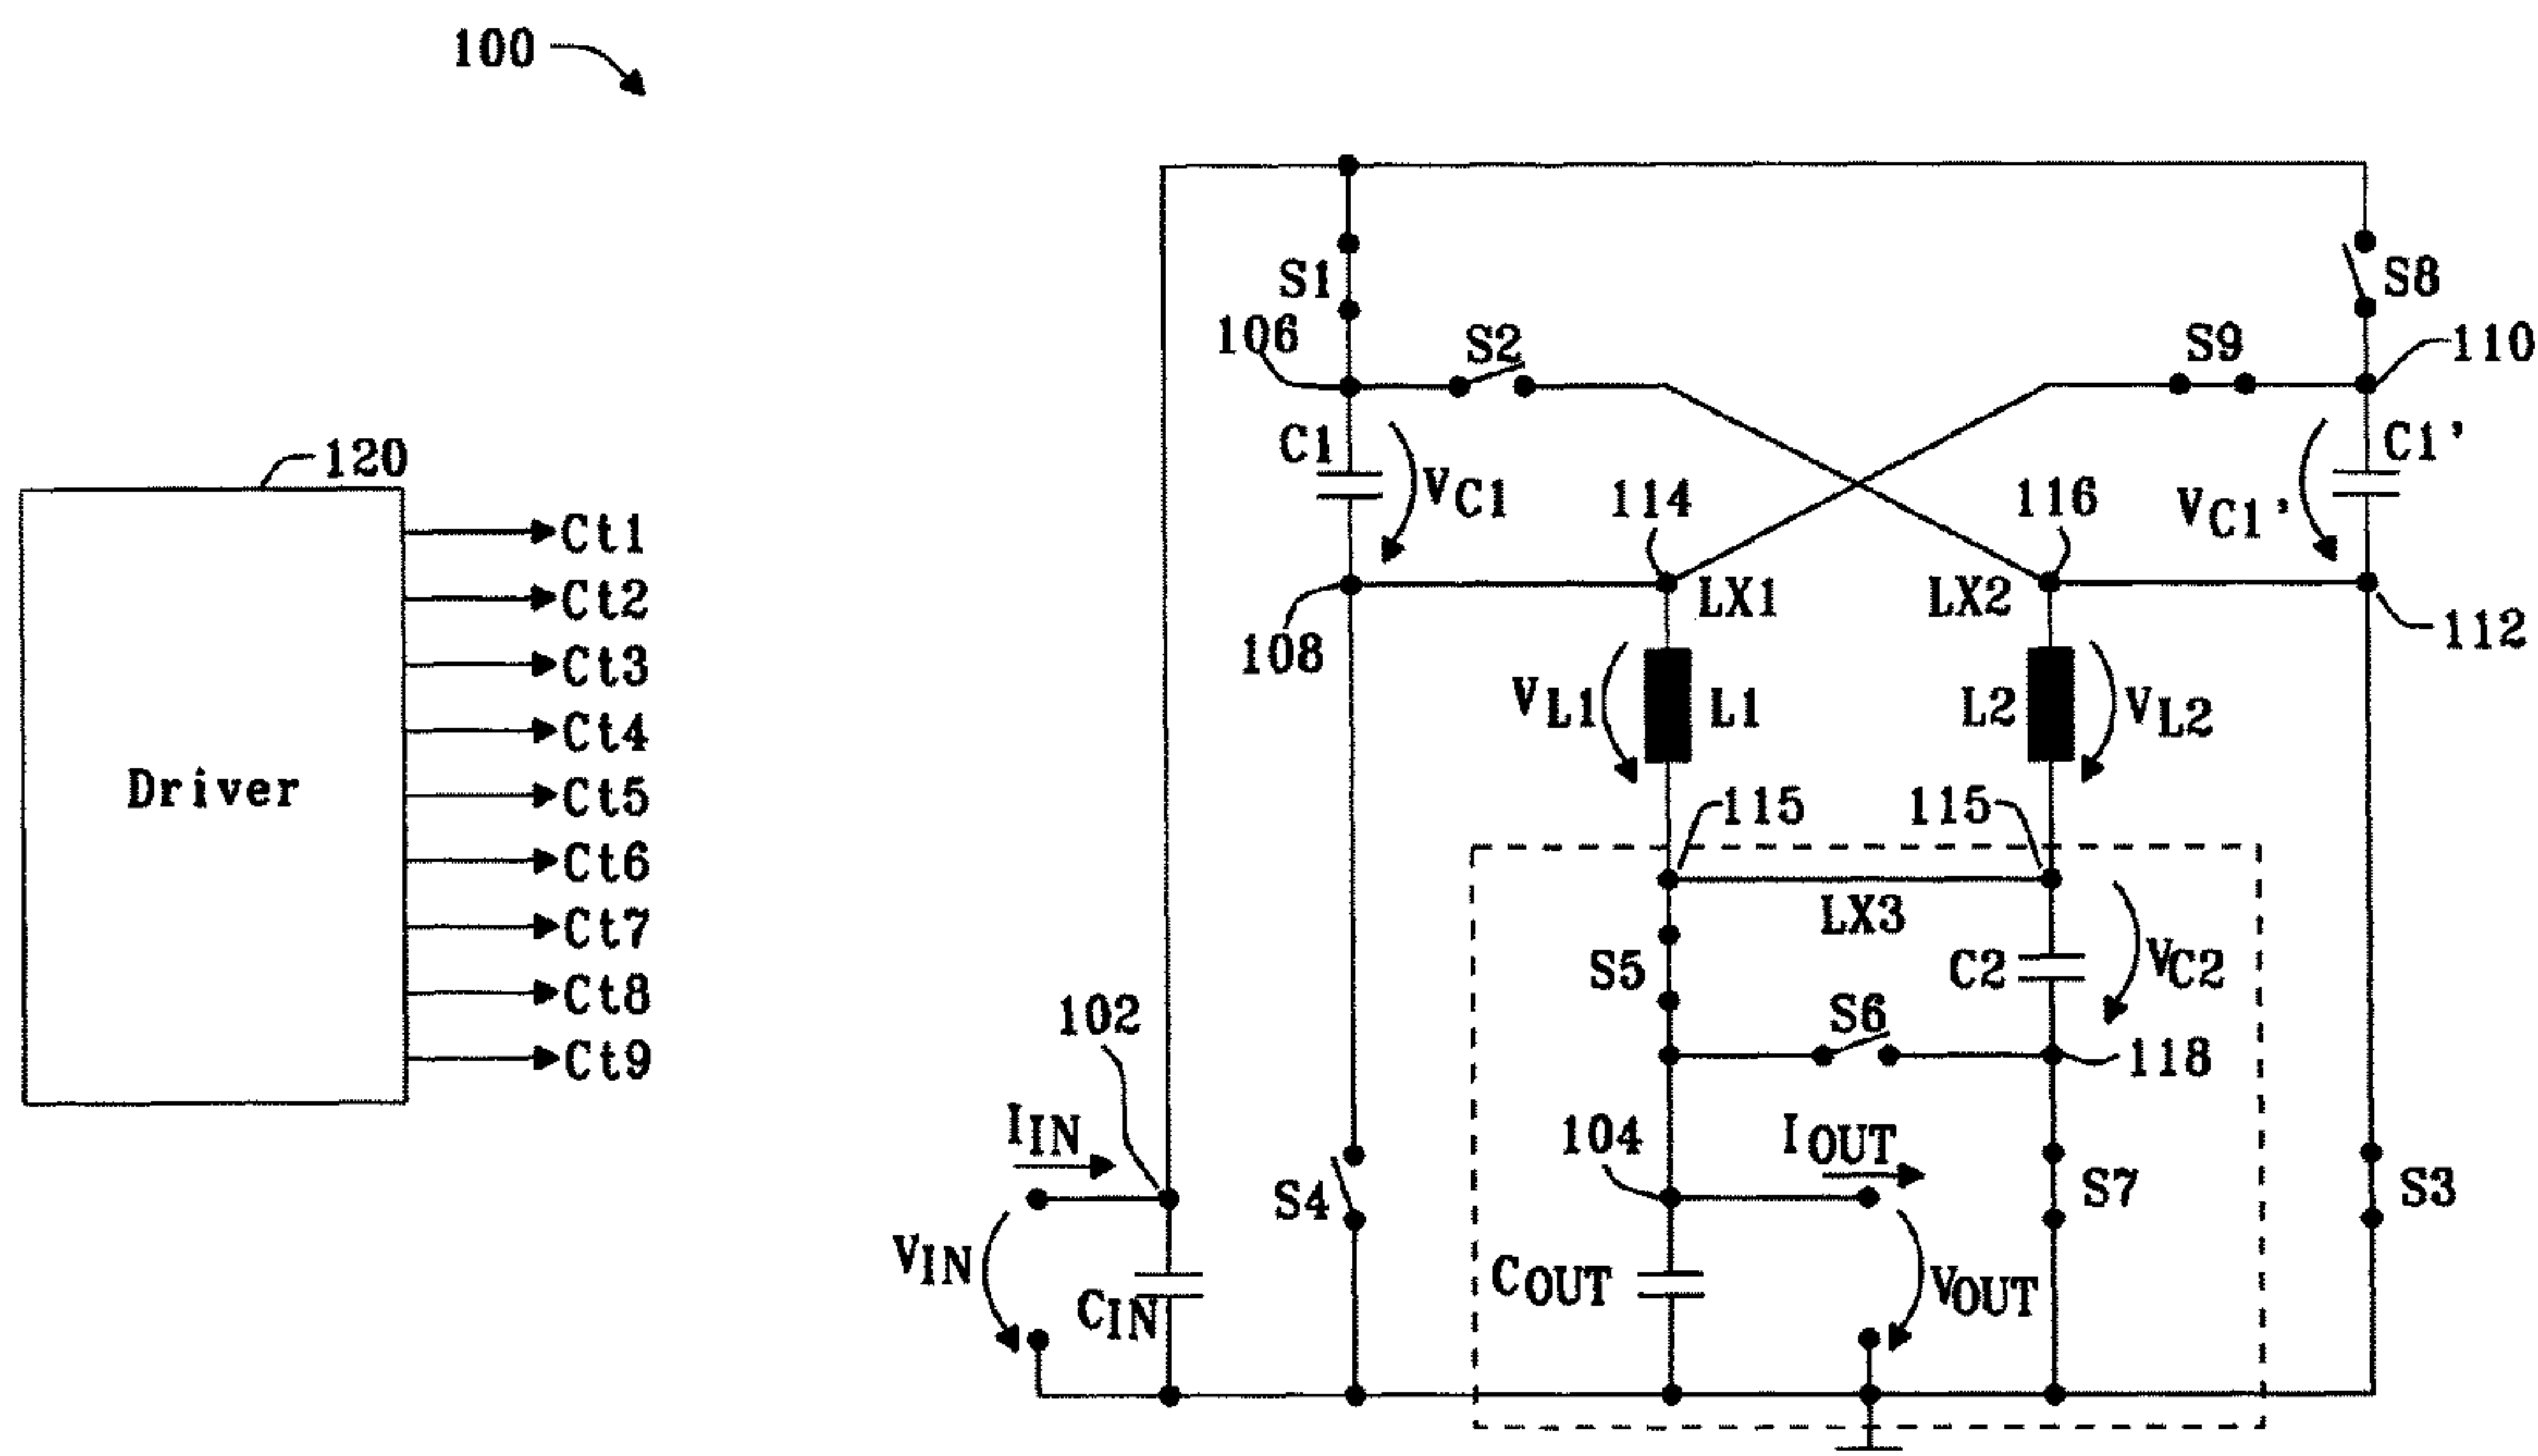 100
120
Driver
Ct1
Ct2
Ct3
Ct4
Ct5
Ct6
Ct7
Ct8
Ct9
S1
S8
106
S2
S9
110
C1
VC1
C1'
VC1'
114
116
LX1
LX2
108
112
VL1
L1
L2
VL2
115
115
LX3
S5
C2
VC2
102
S6
118
IIN
104
IOUT
S4
S7
S3
VIN
CIN
COUT
VOUT